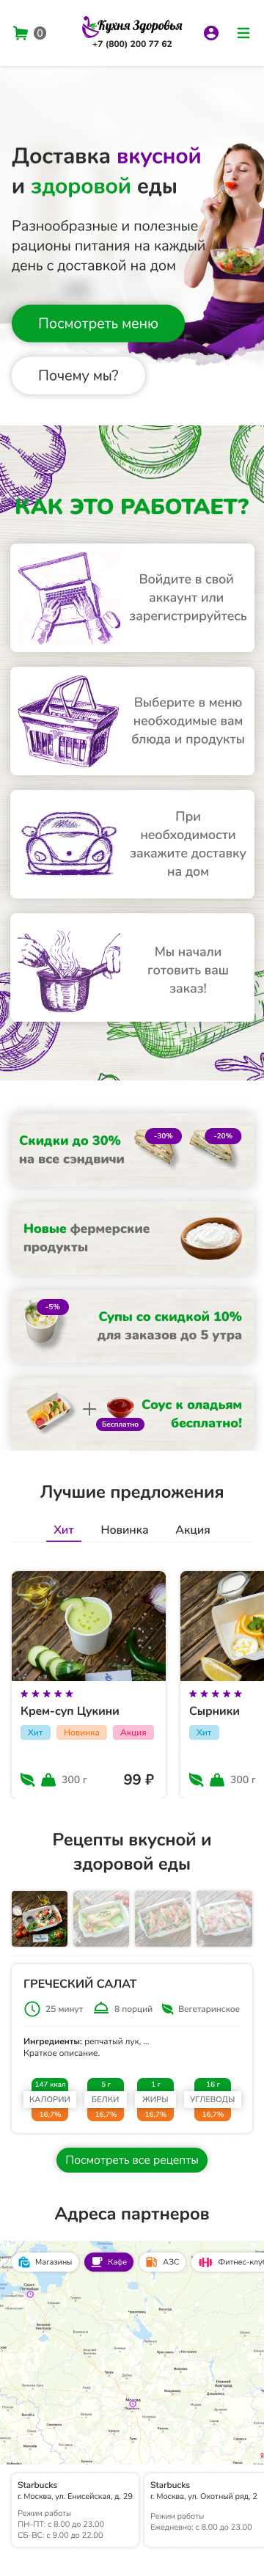 0
Кухня Здоровья
+7 (800) 200 77 62
Доставка вкусной
и здоровой еды
Разнообразные и полезные
рационы питания на каждый
день с доставкой на дом
Посмотреть меню
Почему мы?
КАК ЭТО РАБОТАЕТ?
Войдите в свой
аккаунт или
зарегистрируйтесь
Выберите в меню
необходимые вам
блюда и продукты
При
необходимости
закажите доставку
на дом
Мы начали
готовить ваш
заказ!
Скидки до 30%
на все сэндвичи
-30%
-20%
Новые фермерские
продукты
-5%
Супы со скидкой 10%
для заказов до 5 утра
Бесплатно
Соус к оладьям
бесплатно!
Лучшие предложения
Хит Новинка Акция
Крем-суп Цукини
Хит Новинка Акция
300 г 99 ₽
Сырники
Хит
300 г
Рецепты вкусной и
здоровой еды
ГРЕЧЕСКИЙ САЛАТ
25 минут 8 порций Вегетаринское
Ингредиенты: репчатый лук, ...
Краткое описание.
147 ккал 5 г 1 г 16 г
КАЛОРИИ БЕЛКИ ЖИРЫ УГЛЕВОДЫ
16,7% 16,7% 16,7% 16,7%
Посмотреть все рецепты
Адреса партнеров
Магазины Кафе АЗС Фитнес-клуб
Санкт-Петербург
Москва
Starbucks
г. Москва, ул. Енисейская, д. 29
Режим работы
ПН-ПТ: с 8.00 до 23.00
СБ-ВС: с 9.00 до 22.00
Starbucks
г. Москва, ул. Охотный ряд, 2
Режим работы
Ежедневно: с 8.00 до 23.00